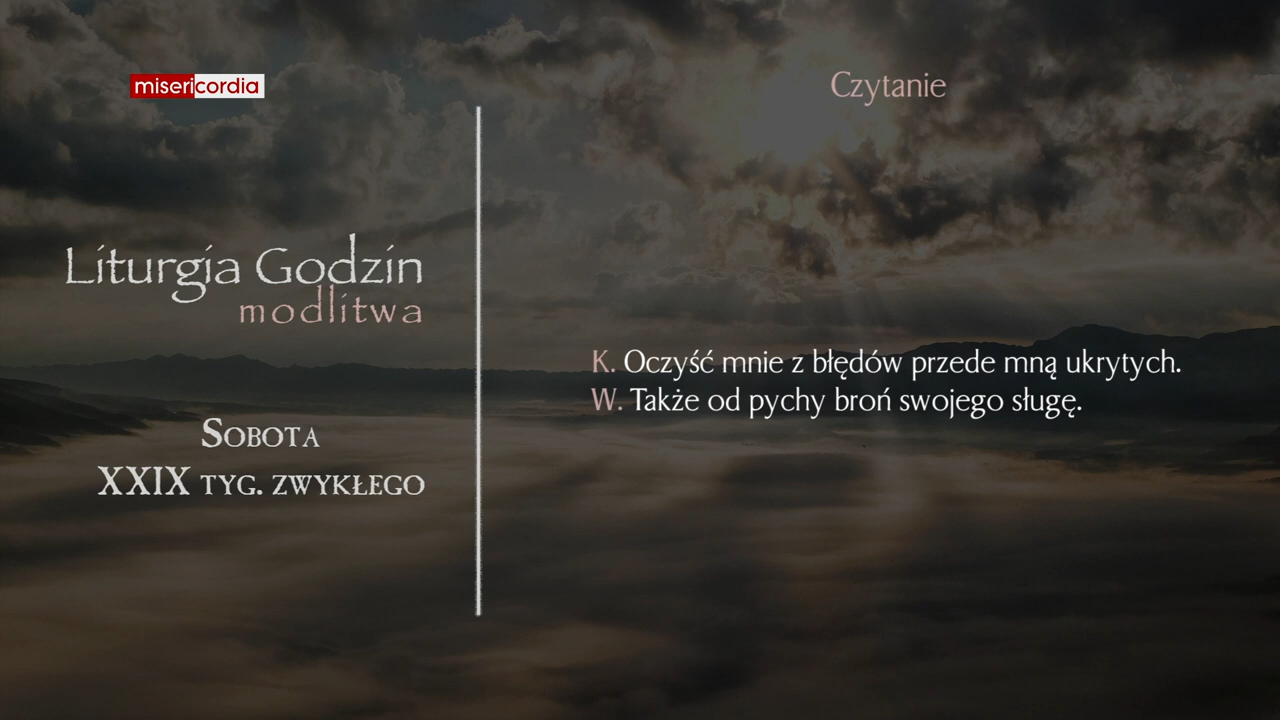 misericordia
Liturgia Godzin
modlitwa
Sobota
XXIX tyg. zwykłego
Czytanie
K. Oczyść mnie z błędów przede mną ukrytych.
W. Także od pychy broń swojego sługę.